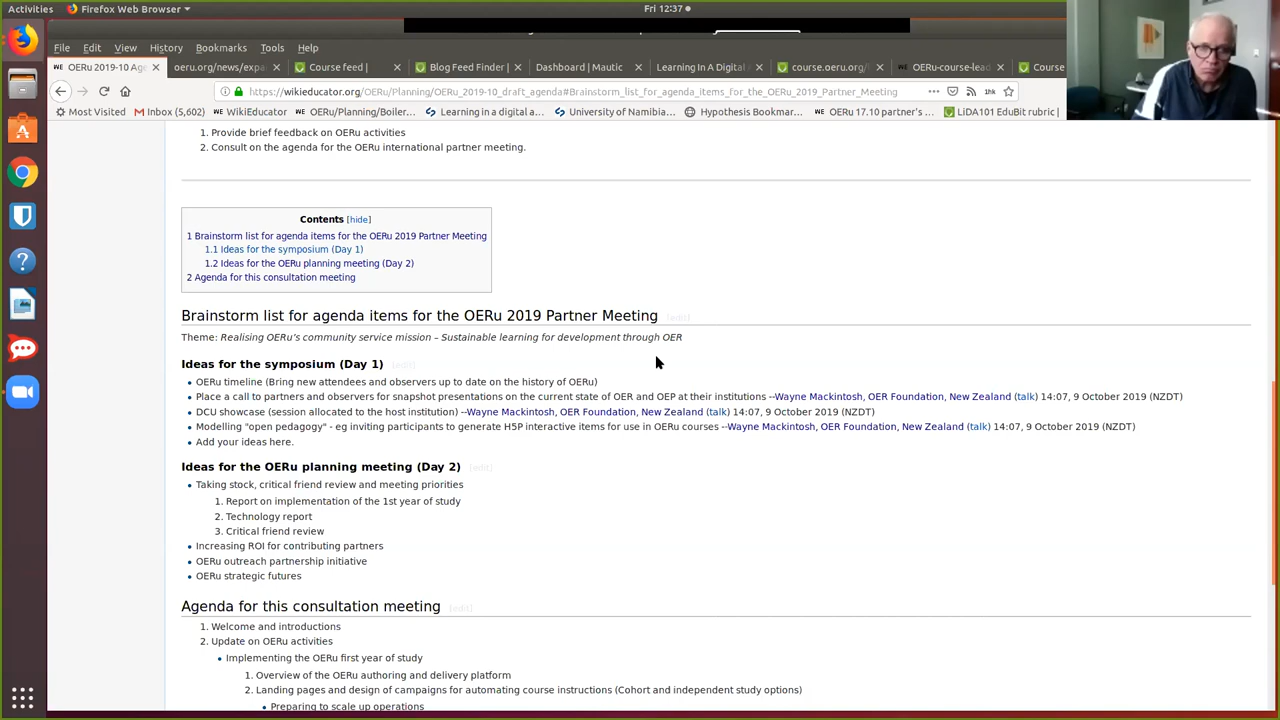 Activities Firefox Web Browser Fri 12:37
File Edit View History Bookmarks Tools Help
OERu 2019-10 Ag oeru.org/news/expa Course feed | Blog Feed Finder | Dashboard | Mautic Learning In A Digital course.oeru.org/ OERu-course-lead Course
https://wikieducator.org/OERu/Planning/OERu_2019-10_draft_agenda#Brainstorm_list_for_agenda_items_for_the_OERu_2019_Partner_Meeting
Most Visited Inbox (5,602) WikiEducator OERu/Planning/Boiler... Learning in a digital a... University of Namibia... Hypothesis Bookmar... OERu 17.10 partner's ... LiDA101 EduBit rubric |
1. Provide brief feedback on OERu activities
2. Consult on the agenda for the OERu international partner meeting.
Contents [hide]
1 Brainstorm list for agenda items for the OERu 2019 Partner Meeting
1.1 Ideas for the symposium (Day 1)
1.2 Ideas for the OERu planning meeting (Day 2)
2 Agenda for this consultation meeting
Brainstorm list for agenda items for the OERu 2019 Partner Meeting [edit]
Theme: Realising OERu's community service mission – Sustainable learning for development through OER
Ideas for the symposium (Day 1) [edit]
OERu timeline (Bring new attendees and observers up to date on the history of OERu)
Place a call to partners and observers for snapshot presentations on the current state of OER and OEP at their institutions --Wayne Mackintosh, OER Foundation, New Zealand (talk) 14:07, 9 October 2019 (NZDT)
DCU showcase (session allocated to the host institution) --Wayne Mackintosh, OER Foundation, New Zealand (talk) 14:07, 9 October 2019 (NZDT)
Modelling "open pedagogy" - eg inviting participants to generate H5P interactive items for use in OERu courses --Wayne Mackintosh, OER Foundation, New Zealand (talk) 14:07, 9 October 2019 (NZDT)
Add your ideas here.
Ideas for the OERu planning meeting (Day 2) [edit]
Taking stock, critical friend review and meeting priorities
1. Report on implementation of the 1st year of study
2. Technology report
3. Critical friend review
Increasing ROI for contributing partners
OERu outreach partnership initiative
OERu strategic futures
Agenda for this consultation meeting [edit]
1. Welcome and introductions
2. Update on OERu activities
Implementing the OERu first year of study
1. Overview of the OERu authoring and delivery platform
2. Landing pages and design of campaigns for automating course instructions (Cohort and independent study options)
Preparing to scale up operations